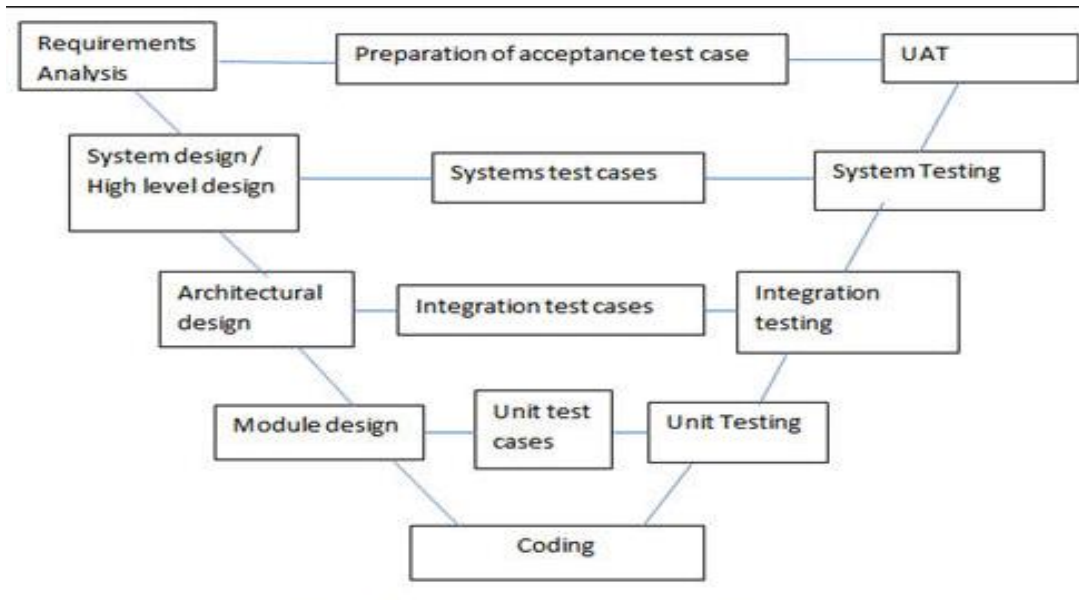 Requirements
Analysis
Preparation of acceptance test case
UAT
System design /
High level design
Systems test cases
System Testing
Architectural
design
Integration test cases
Integration
testing
Module design
Unit test
cases
Unit Testing
Coding